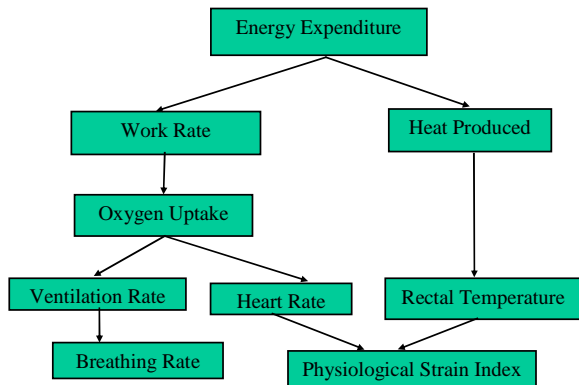 Energy Expenditure
Work Rate
Heat Produced
Oxygen Uptake
Ventilation Rate
Heart Rate
Rectal Temperature
Breathing Rate
Physiological Strain Index